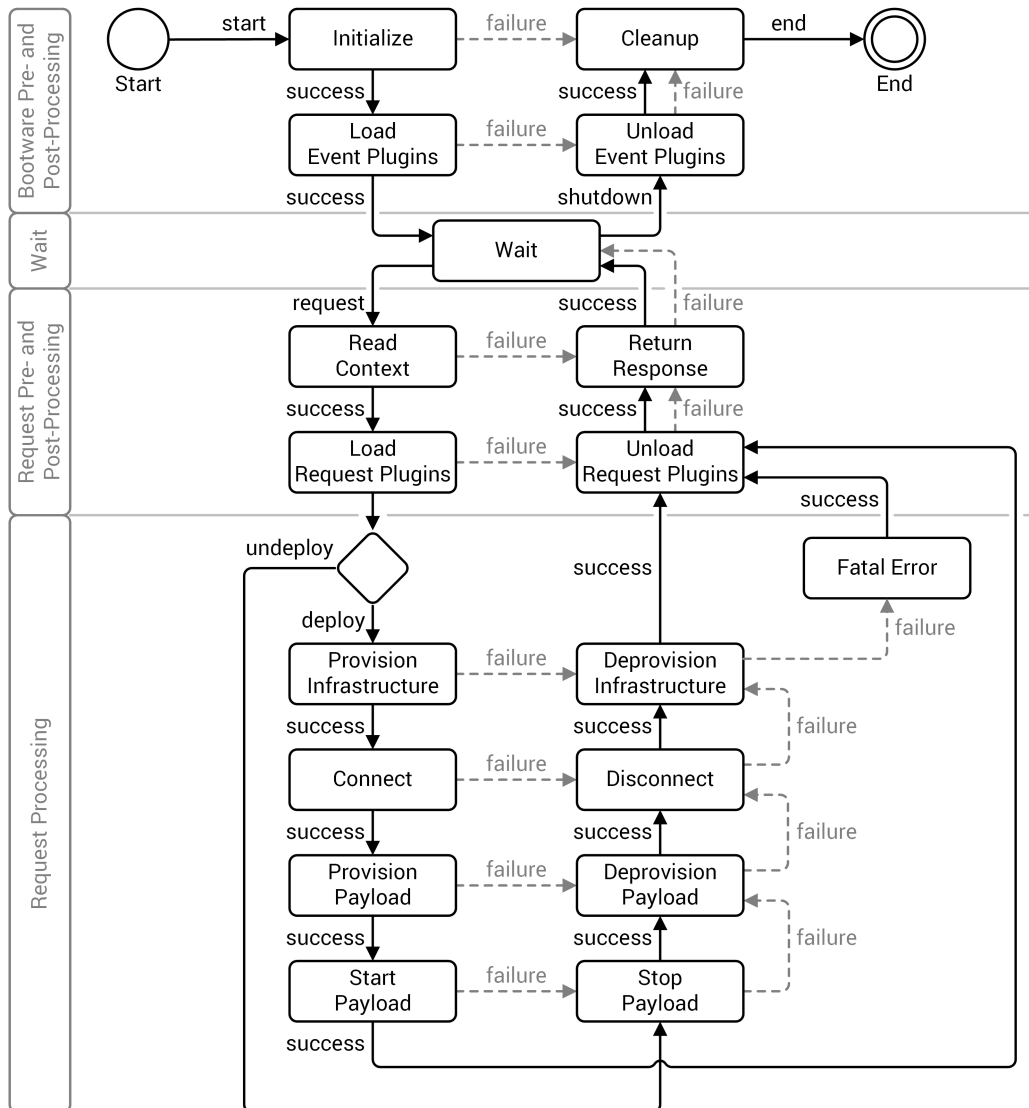 Bootware Pre- and
Post-Processing
start
Initialize
failure
Cleanup
end
Start
End
success
success
failure
Load
Event Plugins
failure
Unload
Event Plugins
success
shutdown
Wait
Wait
request
success
failure
Request Pre- and
Post-Processing
Read
Context
failure
Return
Response
success
success
failure
Load
Request Plugins
failure
Unload
Request Plugins
success
Request Processing
undeploy
success
Fatal Error
deploy
failure
Provision
Infrastructure
failure
Deprovision
Infrastructure
success
success
failure
Connect
failure
Disconnect
success
success
failure
Provision
Payload
failure
Deprovision
Payload
success
success
failure
Start
Payload
failure
Stop
Payload
success